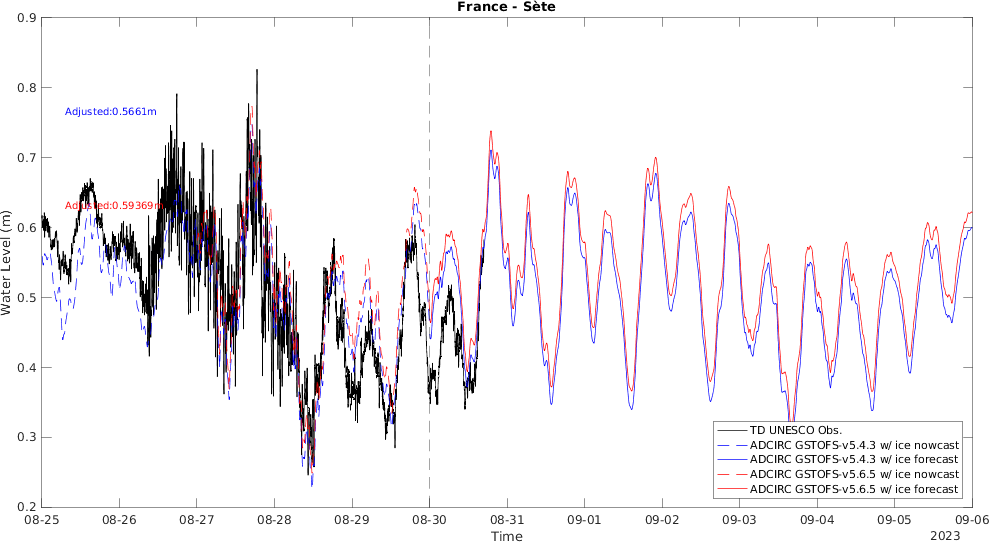 France - Sète
0.9
0.8
0.7
0.6
0.5
0.4
0.3
0.2
Water Level (m)
Adjusted:0.5661m
Adjusted:0.59369m
TD UNESCO Obs.
ADCIRC GSTOFS-v5.4.3 w/ ice nowcast
ADCIRC GSTOFS-v5.4.3 w/ ice forecast
ADCIRC GSTOFS-v5.6.5 w/ ice nowcast
ADCIRC GSTOFS-v5.6.5 w/ ice forecast
08-25 08-26 08-27 08-28 08-29 08-30 08-31 09-01 09-02 09-03 09-04 09-05 09-06
Time
2023